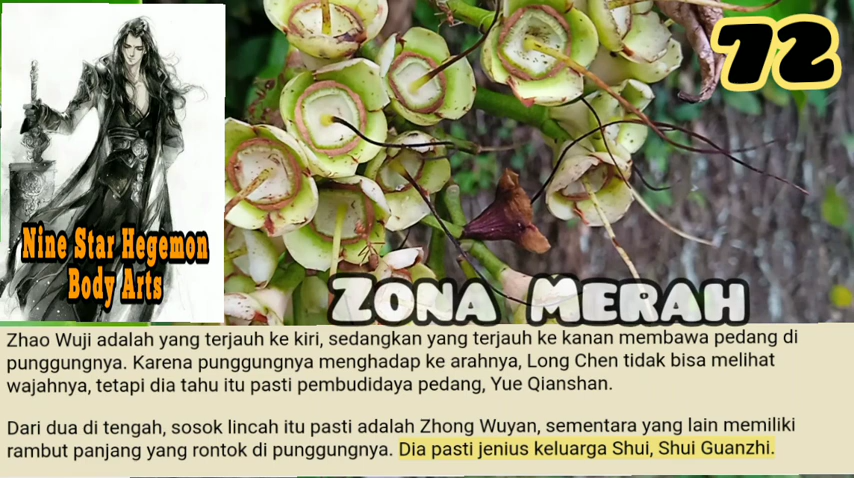 72
Nine Star Hegemon
Body Arts
Zona Merah
Zhao Wuji adalah yang terjauh ke kiri, sedangkan yang terjauh ke kanan membawa pedang di
punggungnya. Karena punggungnya menghadap ke arahnya, Long Chen tidak bisa melihat
wajahnya, tetapi dia tahu itu pasti pembudidaya pedang, Yue Qianshan.
Dari dua di tengah, sosok lincah itu pasti adalah Zhong Wuyan, sementara yang lain memiliki
rambut panjang yang rontok di punggungnya. Dia pasti jenius keluarga Shui, Shui Guanzhi.